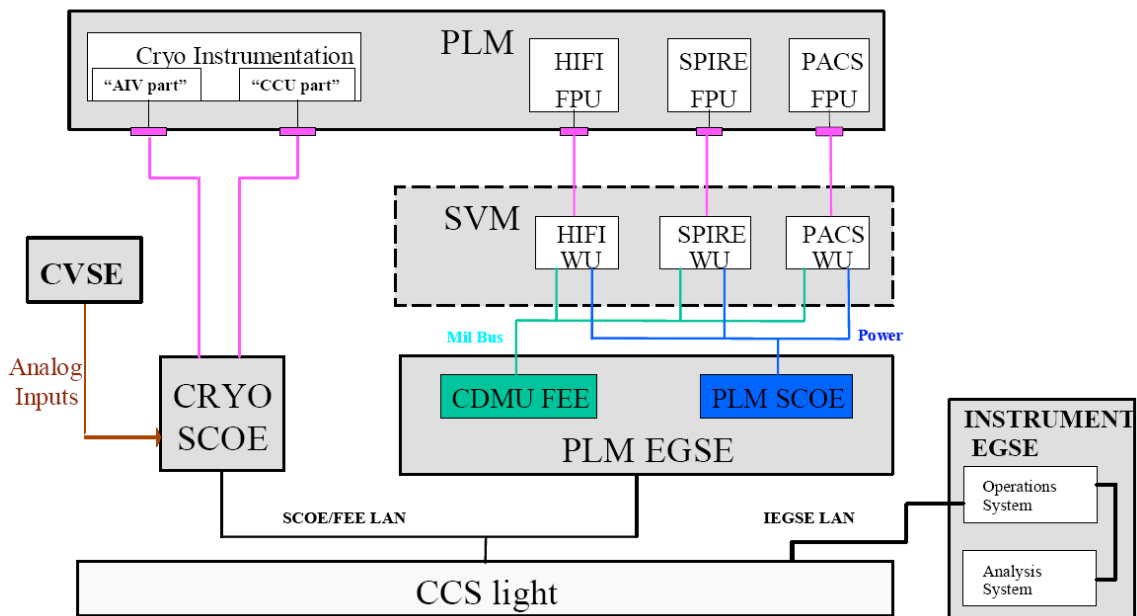 PLM
Cryo Instrumentation
“AIV part”
“CCU part”
HIFI
FPU
SPIRE
FPU
PACS
FPU
SVM
HIFI
WU
SPIRE
WU
PACS
WU
CVSE
Mil Bus
Power
Analog
Inputs
CRYO
SCOE
CDMU FEE
PLM SCOE
PLM EGSE
INSTRUMENT
EGSE
Operations
System
Analysis
System
SCOE/FEE LAN
IEGSE LAN
CCS light